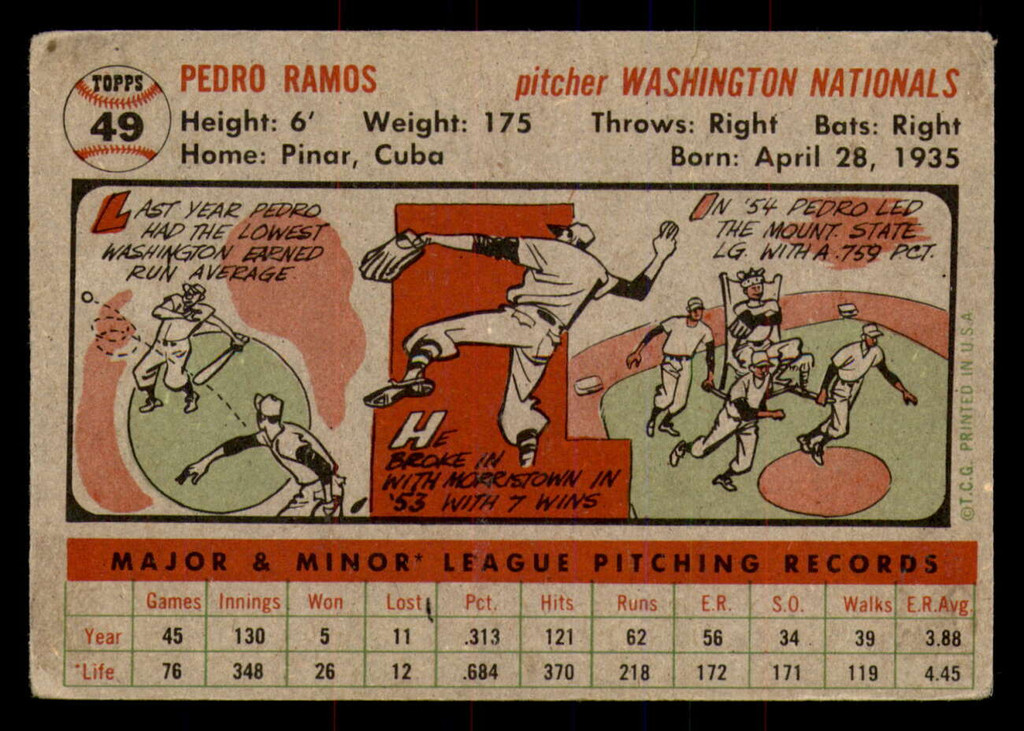 TOPPS
49
PEDRO RAMOS pitcher WASHINGTON NATIONALS
Height: 6' Weight: 175 Throws: Right Bats: Right
Home: Pinar, Cuba Born: April 28, 1935
LAST YEAR PEDRO
HAD THE LOWEST
WASHINGTON EARNED
RUN AVERAGE
HE
BROKE IN
WITH MORRISTOWN IN
'53 WITH 7 WINS
IN '54 PEDRO LED
THE MOUNT. STATE
LG. WITH A .759 PCT.
©T.C.G. PRINTED IN U.S.A.
MAJOR & MINOR* LEAGUE PITCHING RECORDS
Games Innings Won Lost Pct. Hits Runs E.R. S.O. Walks E.R.Avg.
Year 45 130 5 11 .313 121 62 56 34 39 3.88
*Life 76 348 26 12 .684 370 218 172 171 119 4.45